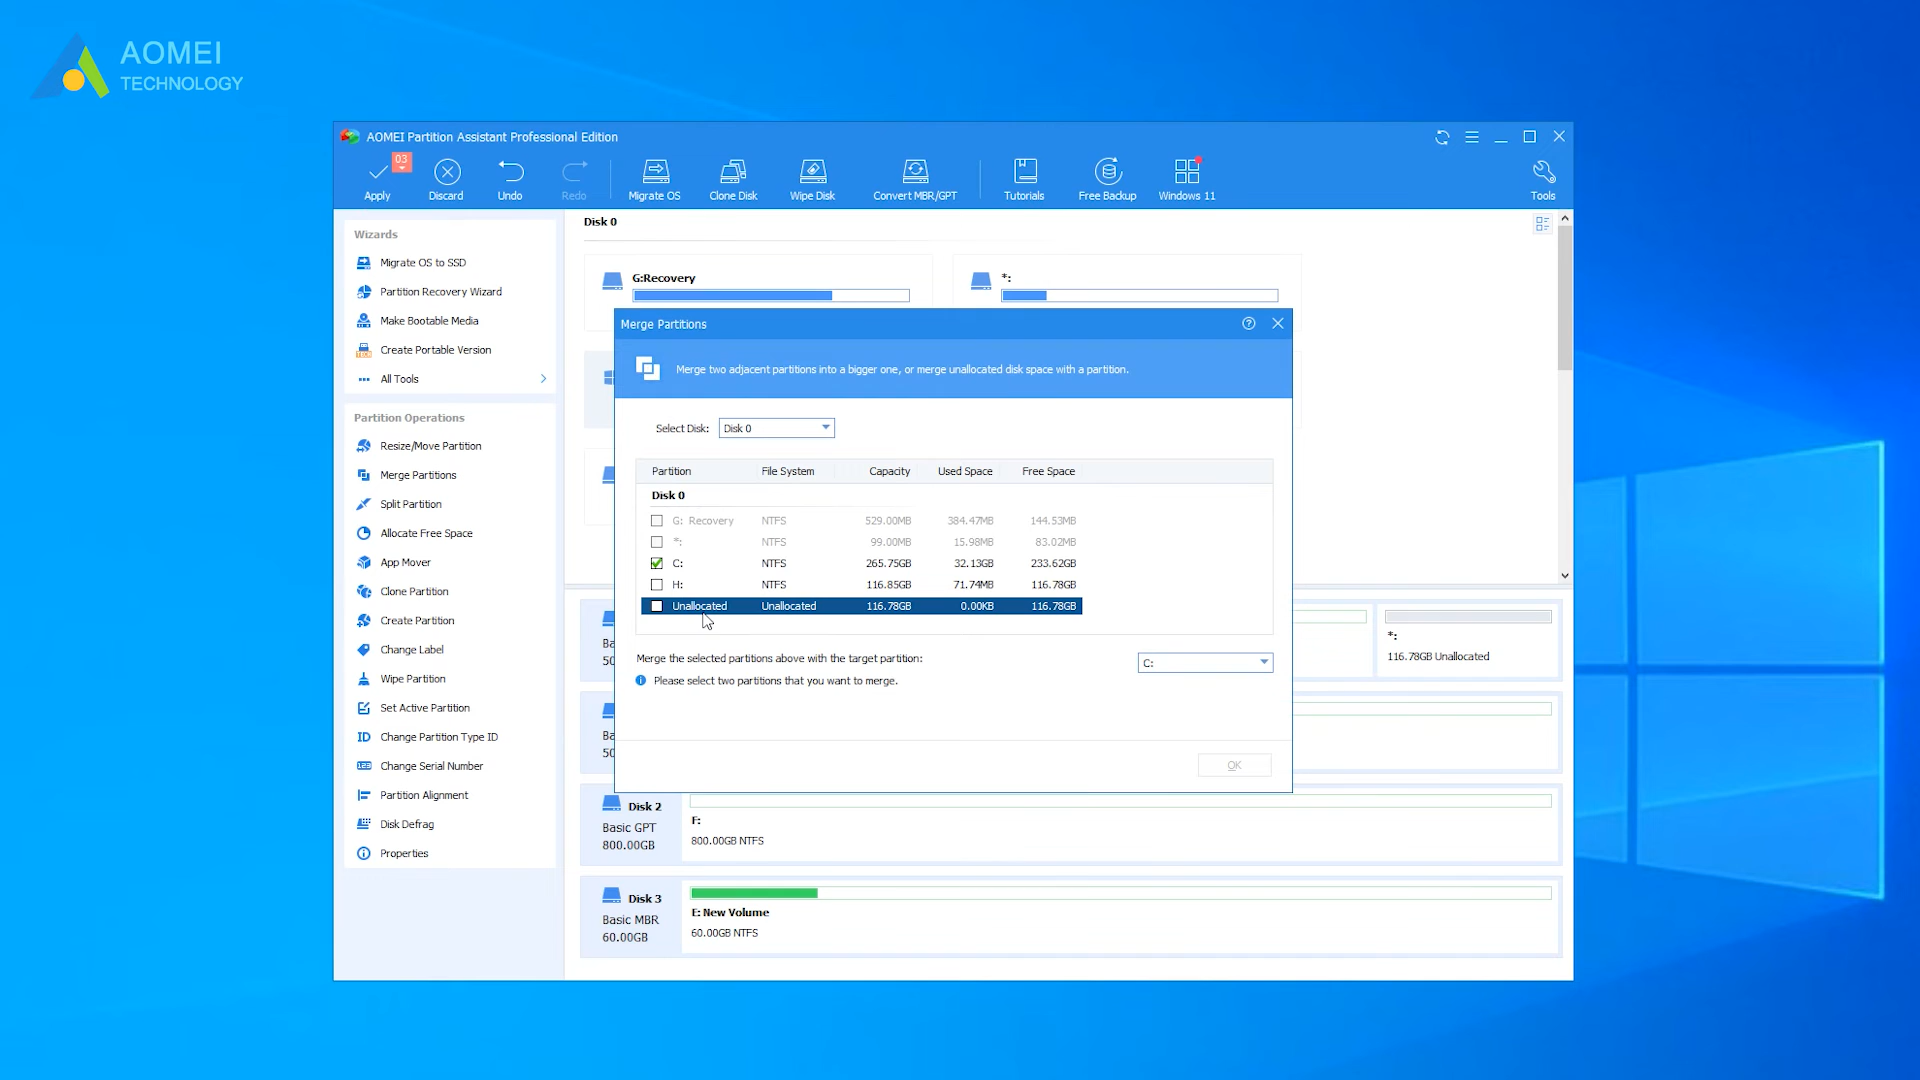 AOMEI
TECHNOLOGY
AOMEI Partition Assistant Professional Edition
03
Apply
Discard
Undo
Redo
Migrate OS
Clone Disk
Wipe Disk
Convert MBR/GPT
Tutorials
Free Backup
Windows 11
Tools
Wizards
Migrate OS to SSD
Partition Recovery Wizard
Make Bootable Media
Create Portable Version
All Tools
Partition Operations
Resize/Move Partition
Merge Partitions
Split Partition
Allocate Free Space
App Mover
Clone Partition
Create Partition
Change Label
Wipe Partition
Set Active Partition
ID Change Partition Type ID
Change Serial Number
Partition Alignment
Disk Defrag
Properties
Disk 0
G:Recovery
*:
Merge Partitions
Merge two adjacent partitions into a bigger one, or merge unallocated disk space with a partition.
Select Disk: Disk 0
Partition File System Capacity Used Space Free Space
Disk 0
G: Recovery NTFS 529.00MB 384.47MB 144.53MB
*: NTFS 99.00MB 15.98MB 83.02MB
C: NTFS 265.75GB 32.13GB 233.62GB
H: NTFS 116.85GB 71.74MB 116.78GB
Unallocated Unallocated 116.78GB 0.00KB 116.78GB
Merge the selected partitions above with the target partition: C:
Please select two partitions that you want to merge.
OK
Ba
50
*:
116.78GB Unallocated
Ba
50
Disk 2
Basic GPT
800.00GB
F:
800.00GB NTFS
Disk 3
Basic MBR
60.00GB
E: New Volume
60.00GB NTFS